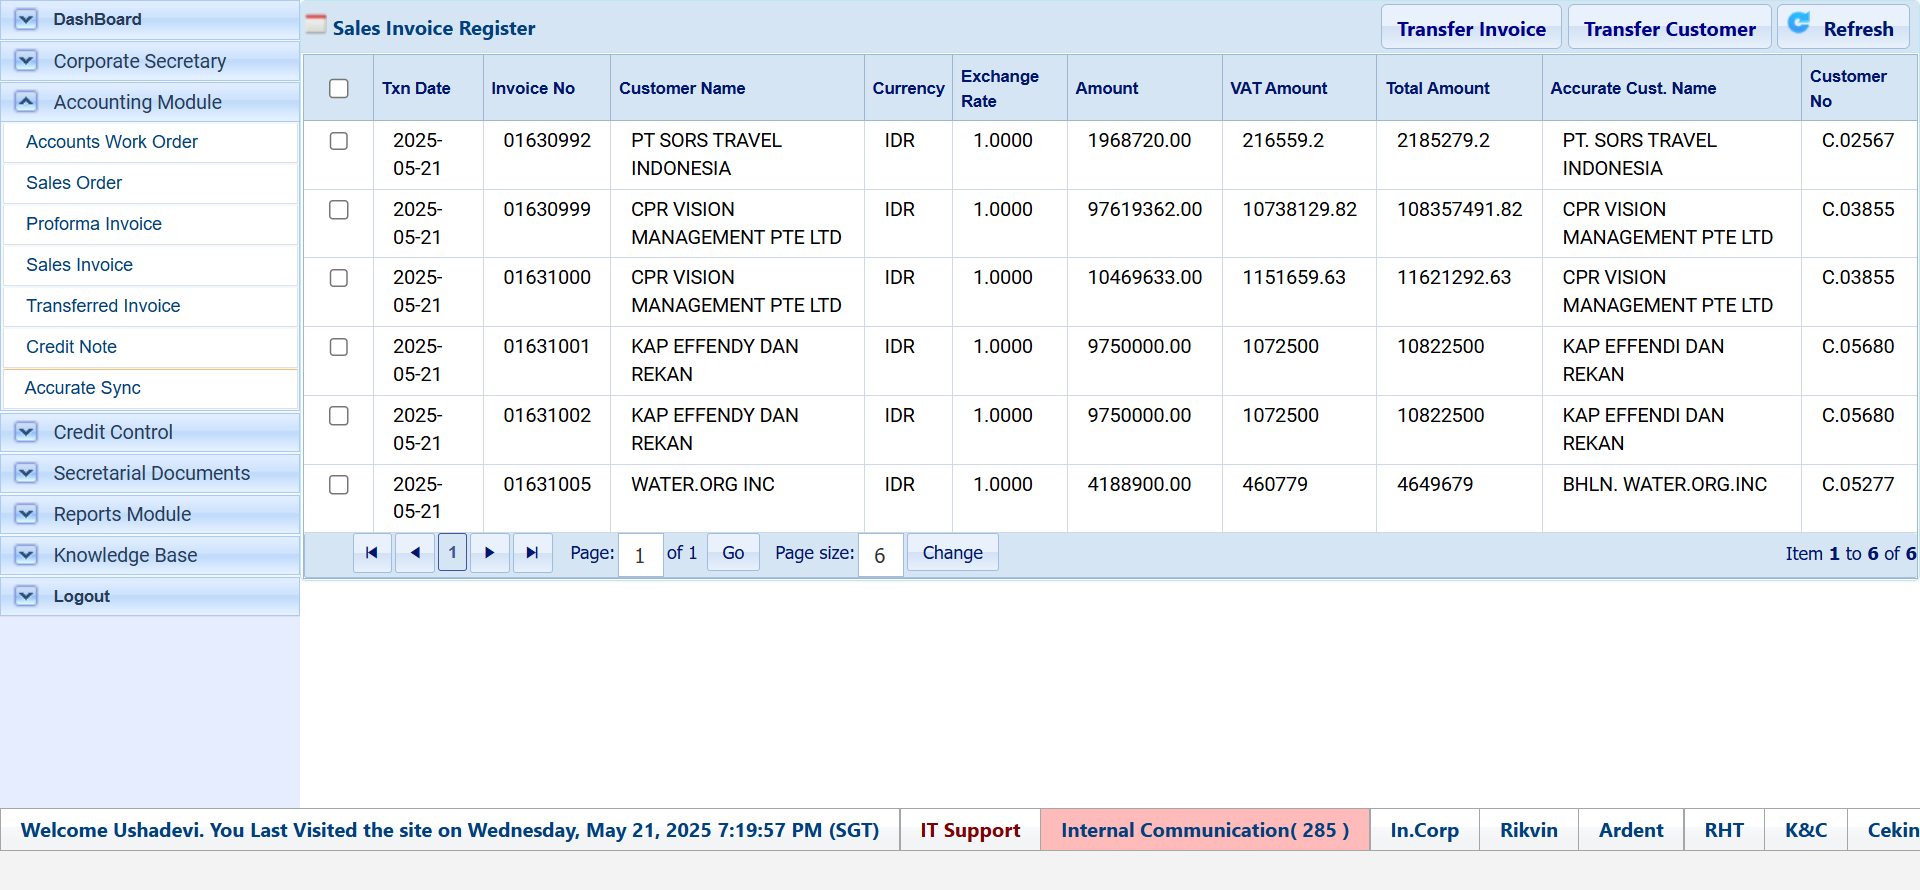 DashBoard
Corporate Secretary
Accounting Module
Accounts Work Order
Sales Order
Proforma Invoice
Sales Invoice
Transferred Invoice
Credit Note
Accurate Sync
Credit Control
Secretarial Documents
Reports Module
Knowledge Base
Logout
Sales Invoice Register
Transfer Invoice Transfer Customer Refresh
Txn Date Invoice No Customer Name Currency Exchange Rate Amount VAT Amount Total Amount Accurate Cust. Name Customer No
2025-05-21 01630992 PT SORS TRAVEL INDONESIA IDR 1.0000 1968720.00 216559.2 2185279.2 PT. SORS TRAVEL INDONESIA C.02567
2025-05-21 01630999 CPR VISION MANAGEMENT PTE LTD IDR 1.0000 97619362.00 10738129.82 108357491.82 CPR VISION MANAGEMENT PTE LTD C.03855
2025-05-21 01631000 CPR VISION MANAGEMENT PTE LTD IDR 1.0000 10469633.00 1151659.63 11621292.63 CPR VISION MANAGEMENT PTE LTD C.03855
2025-05-21 01631001 KAP EFFENDY DAN REKAN IDR 1.0000 9750000.00 1072500 10822500 KAP EFFENDI DAN REKAN C.05680
2025-05-21 01631002 KAP EFFENDY DAN REKAN IDR 1.0000 9750000.00 1072500 10822500 KAP EFFENDI DAN REKAN C.05680
2025-05-21 01631005 WATER.ORG INC IDR 1.0000 4188900.00 460779 4649679 BHLN. WATER.ORG.INC C.05277
1 Page: 1 of 1 Go Page size: 6 Change Item 1 to 6 of 6
Welcome Ushadevi. You Last Visited the site on Wednesday, May 21, 2025 7:19:57 PM (SGT) IT Support Internal Communication( 285 ) In.Corp Rikvin Ardent RHT K&C Cekin